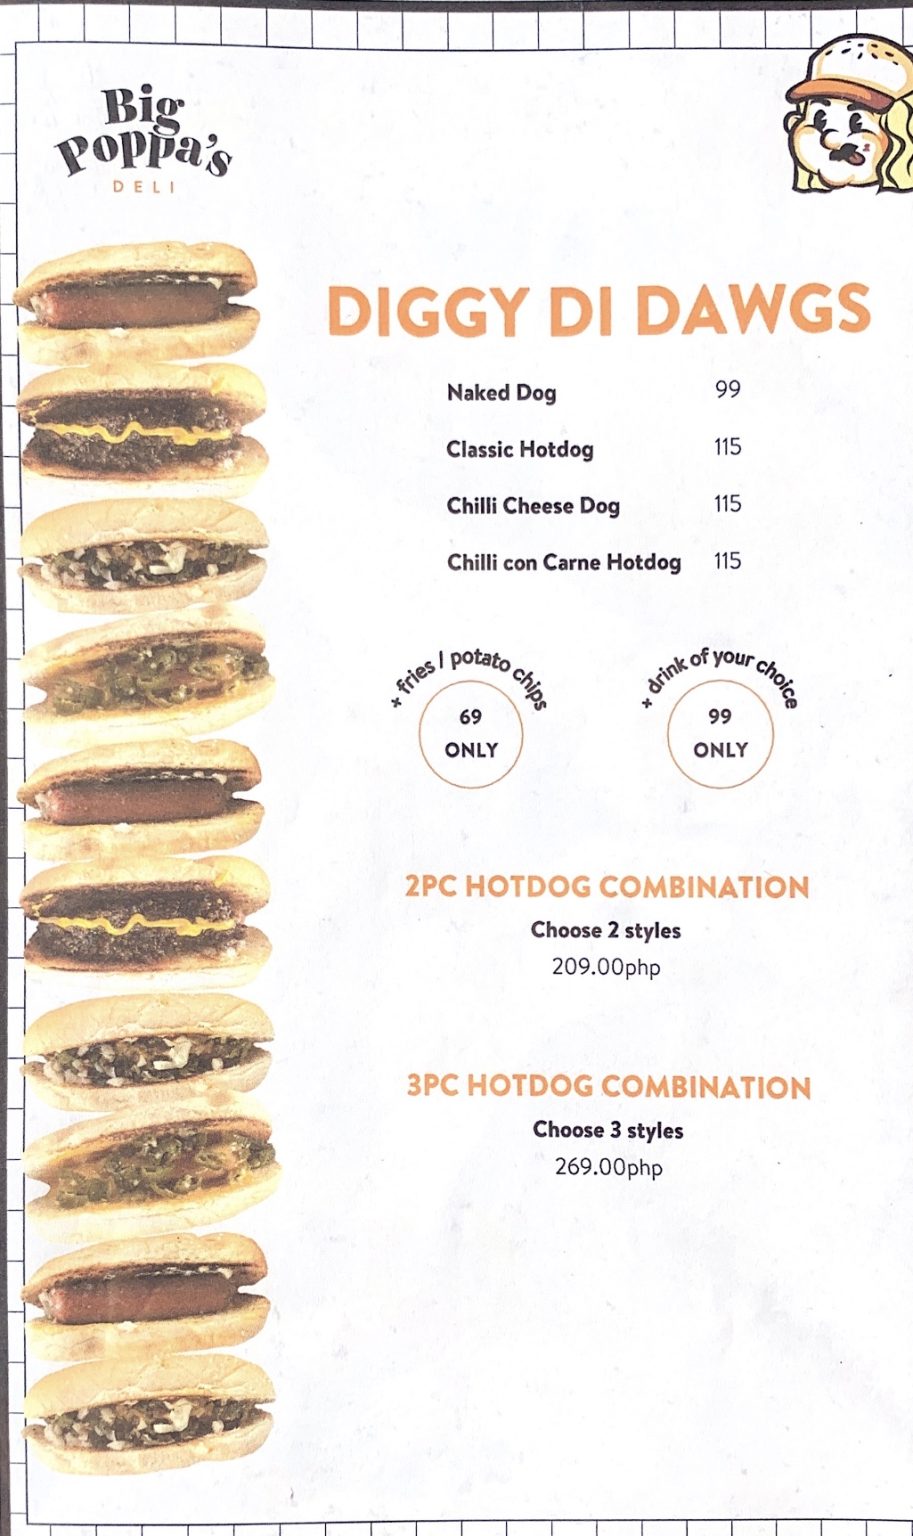 Big
Poppa's
DELI
DIGGY DI DAWGS
Naked Dog 99
Classic Hotdog 115
Chilli Cheese Dog 115
Chilli con Carne Hotdog 115
+ fries / potato chips
69
ONLY
+ drink of your choice
99
ONLY
2PC HOTDOG COMBINATION
Choose 2 styles
209.00php
3PC HOTDOG COMBINATION
Choose 3 styles
269.00php